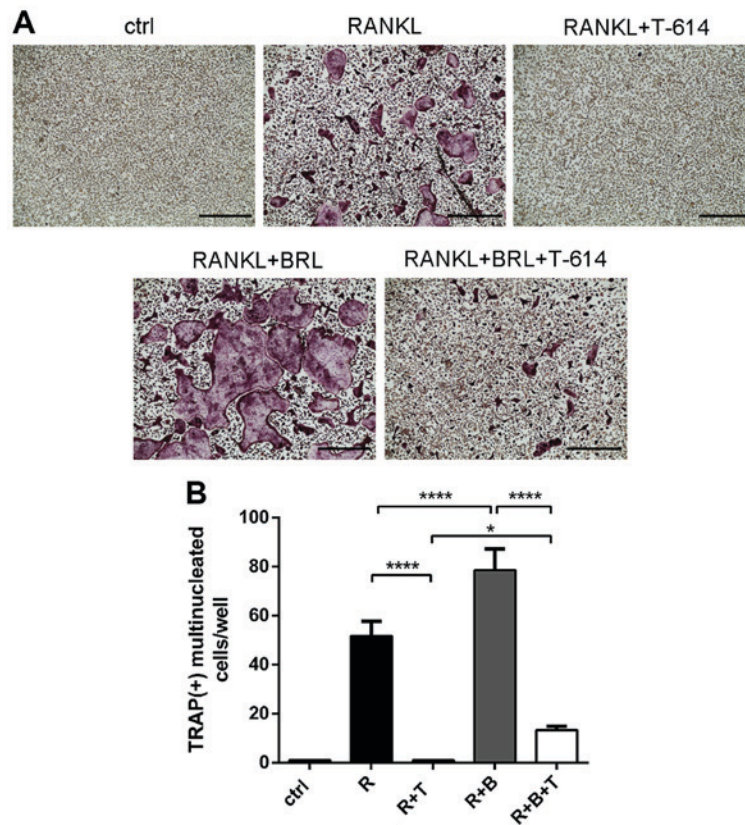 A
ctrl
RANKL
RANKL+T-614
RANKL+BRL
RANKL+BRL+T-614
B
**** ****
*
****
TRAP(+) multinucleated
cells/well
100
80
60
40
20
0
ctrl
R
R+T
R+B
R+B+T